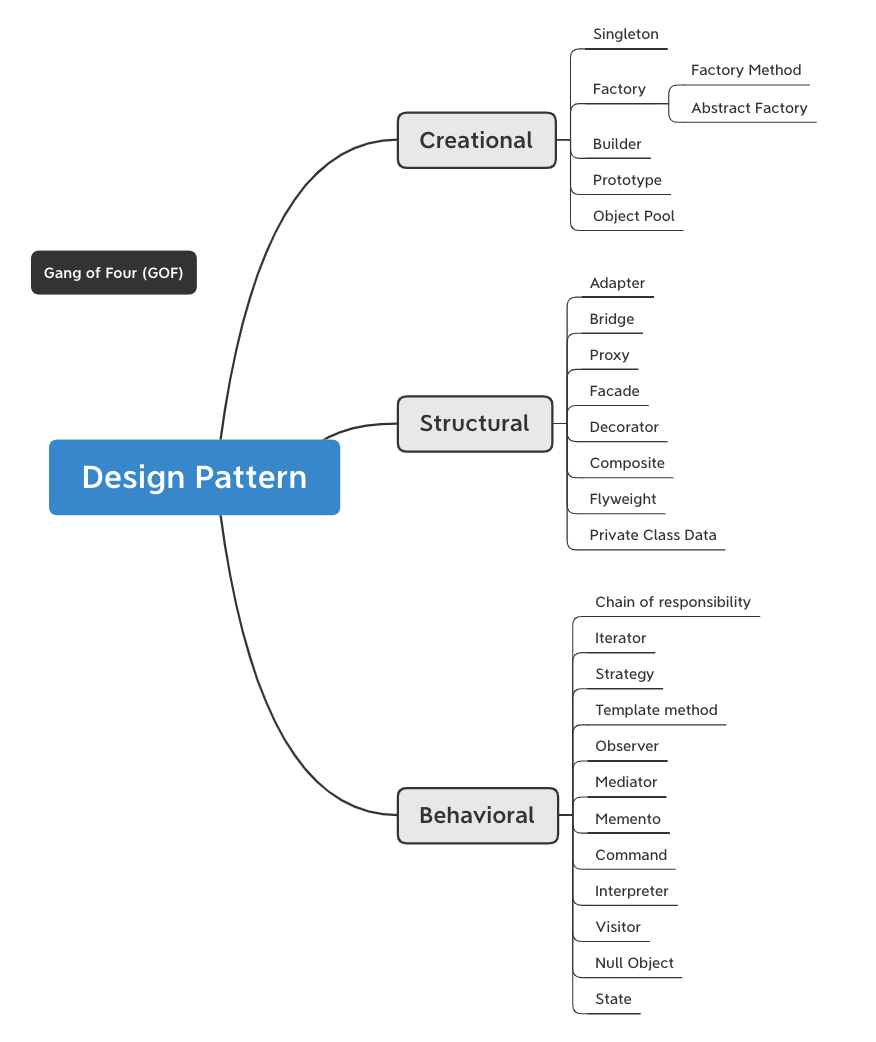 Singleton
Factory Method
Factory
Abstract Factory
Creational
Builder
Prototype
Object Pool
Gang of Four (GOF)
Adapter
Bridge
Proxy
Facade
Structural
Decorator
Composite
Design Pattern
Flyweight
Private Class Data
Chain of responsibility
Iterator
Strategy
Template method
Observer
Mediator
Behavioral
Memento
Command
Interpreter
Visitor
Null Object
State